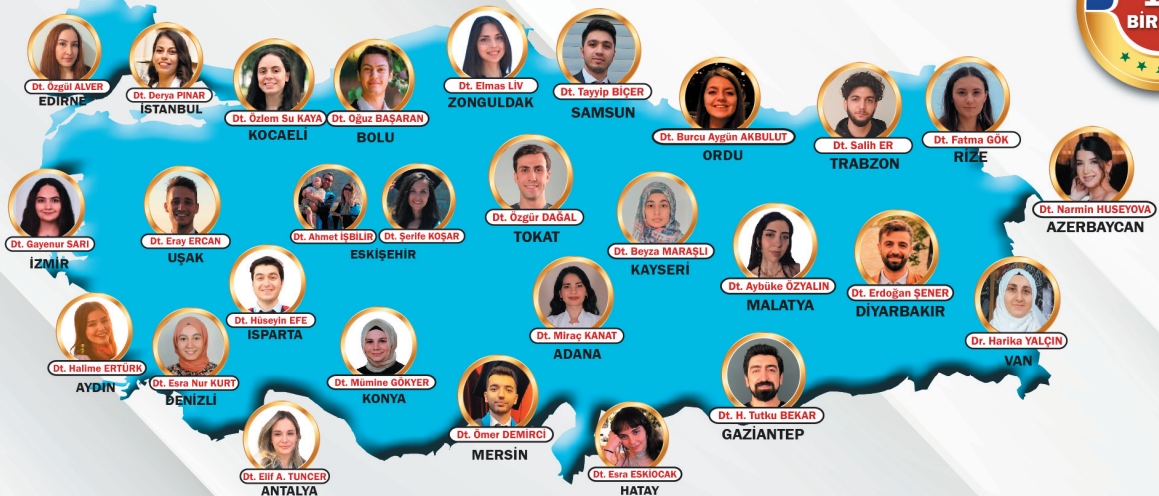 BİR
Dt. Özgül ALVER
EDİRNE
Dt. Derya PINAR
İSTANBUL
Dt. Özlem Su KAYA
KOCAELİ
Dt. Oğuz BAŞARAN
BOLU
Dt. Elmas LİV
ZONGULDAK
Dt. Tayyip BİÇER
SAMSUN
Dt. Burcu Aygün AKBULUT
ORDU
Dt. Salih ER
TRABZON
Dt. Fatma GÖK
RİZE
Dt. Narmin HUSEYOVA
AZERBAYCAN
Dt. Gayenur SARI
İZMİR
Dt. Eray ERCAN
UŞAK
Dt. Ahmet İŞBİLİR
Dt. Şerife KOŞAR
ESKİŞEHİR
Dt. Özgür DAĞAL
TOKAT
Dt. Beyza MARAŞLI
KAYSERİ
Dt. Aybüke ÖZYALIN
MALATYA
Dt. Erdoğan ŞENER
DİYARBAKIR
Dr. Harika YALÇIN
VAN
Dt. Hüseyin EFE
ISPARTA
Dt. Miraç KANAT
ADANA
Dt. Halime ERTÜRK
AYDIN
Dt. Esra Nur KURT
DENİZLİ
Dt. Mümine GÖKYER
KONYA
Dt. Ömer DEMİRCİ
MERSİN
Dt. H. Tutku BEKAR
GAZİANTEP
Dt. Elif A. TUNCER
ANTALYA
Dt. Esra ESKİOCAK
HATAY